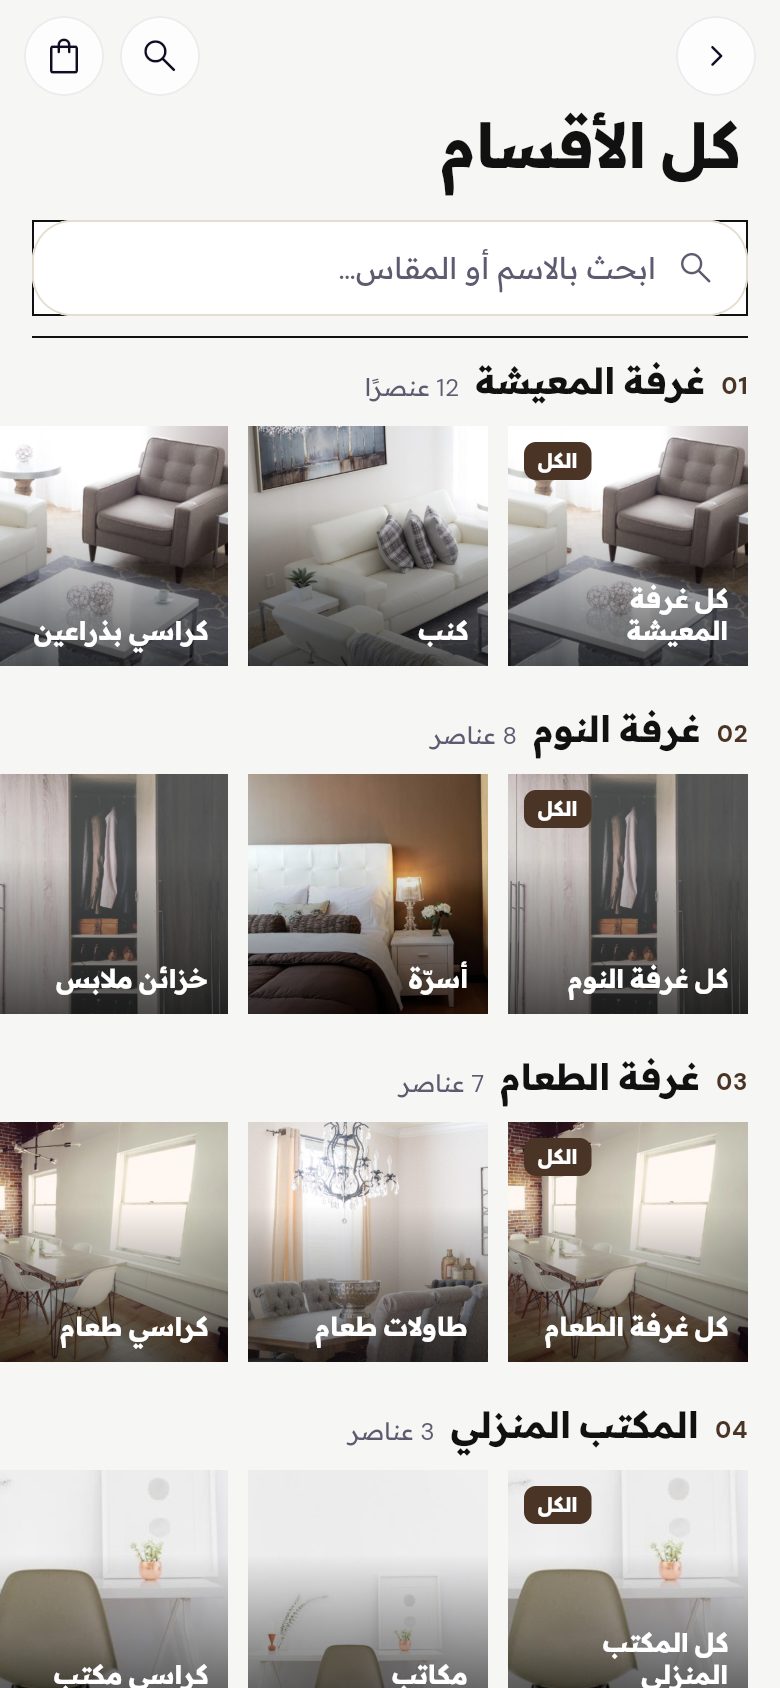 كل الأقسام
ابحث بالاسم أو المقاس...
01 غرفة المعيشة 12 عنصرًا
الكل
كل غرفة
المعيشة
كنب
كراسي بذراعين
02 غرفة النوم 8 عناصر
الكل
كل غرفة النوم
أسرّة
خزائن ملابس
03 غرفة الطعام 7 عناصر
الكل
كل غرفة الطعام
طاولات طعام
كراسي طعام
04 المكتب المنزلي 3 عناصر
الكل
كل المكتب
المنزلي
مكاتب
كراسي مكتب